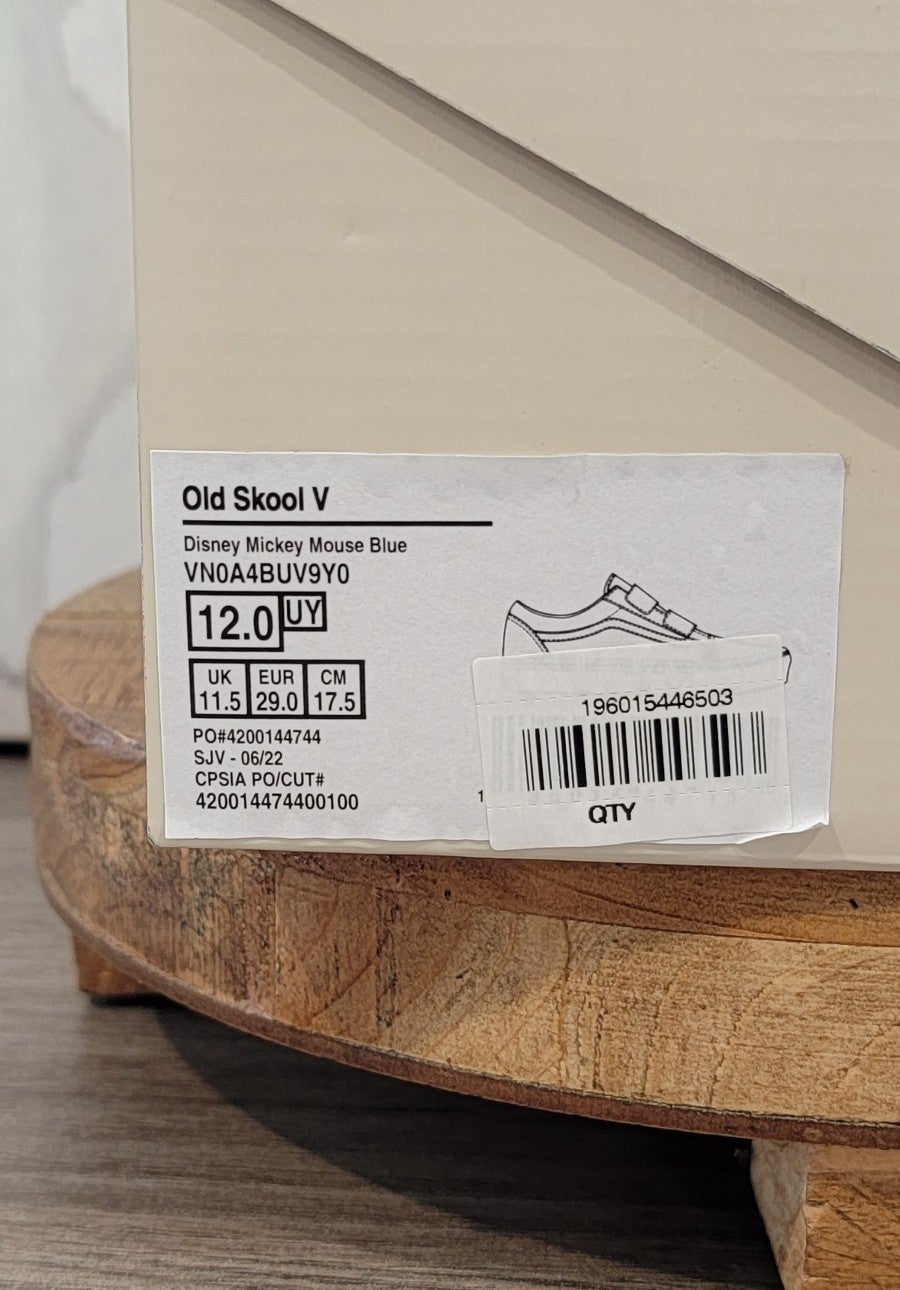 Old Skool V
Disney Mickey Mouse Blue
VN0A4BUV9Y0
12.0 UY
UK EUR CM
11.5 29.0 17.5
PO#4200144744
SJV - 06/22
CPSIA PO/CUT#
420014474400100
196015446503
1
QTY